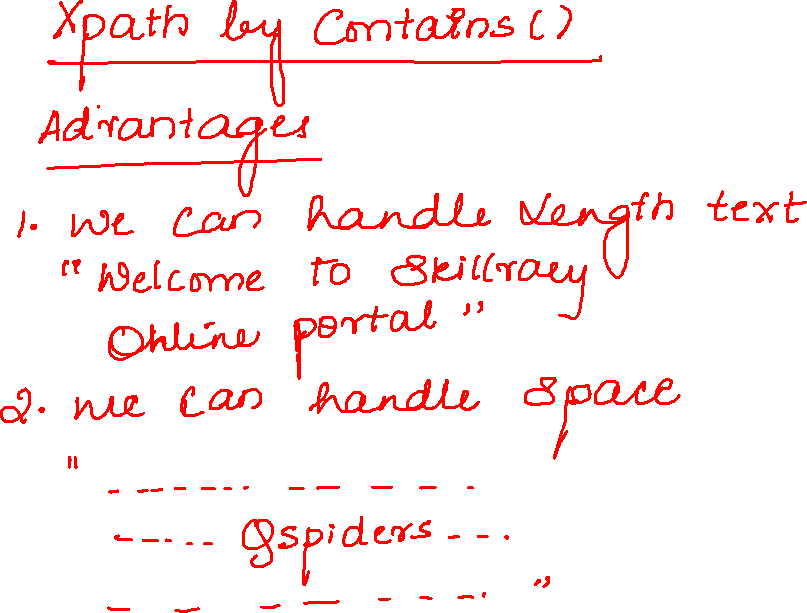 Xpath by Contains()
Advantages
1. we can handle length text
"Welcome to Skillrary
Online portal"
2. we can handle space
" - - - - - - - - - -
- - - - - Qspiders - - - .
- - - - - - - - "